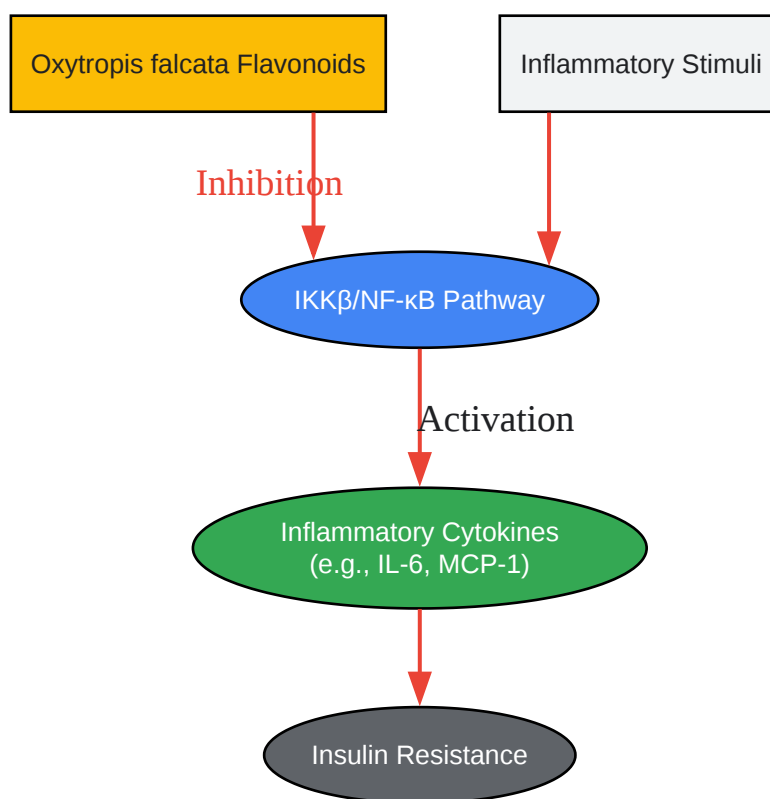 Oxytropis falcata Flavonoids
Inflammatory Stimuli
Inhibition
IKKβ/NF-κB Pathway
Activation
Inflammatory Cytokines
(e.g., IL-6, MCP-1)
Insulin Resistance